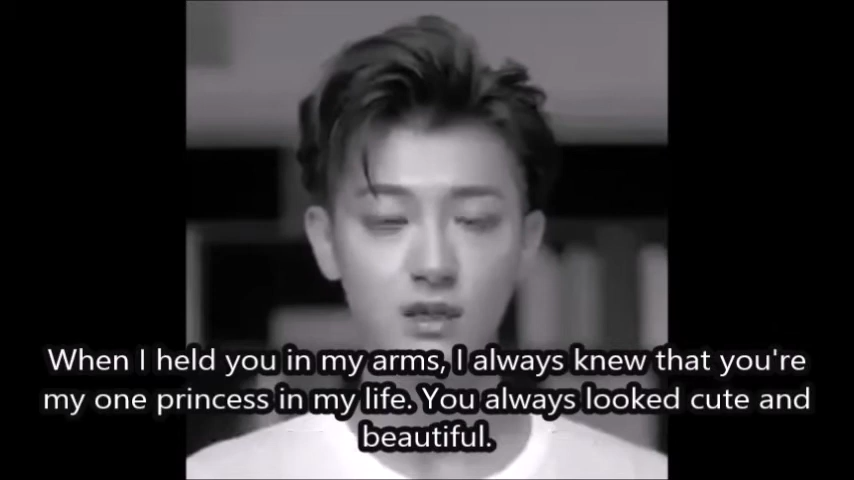 When I held you in my arms, I always knew that you're
my one princess in my life. You always looked cute and
beautiful.